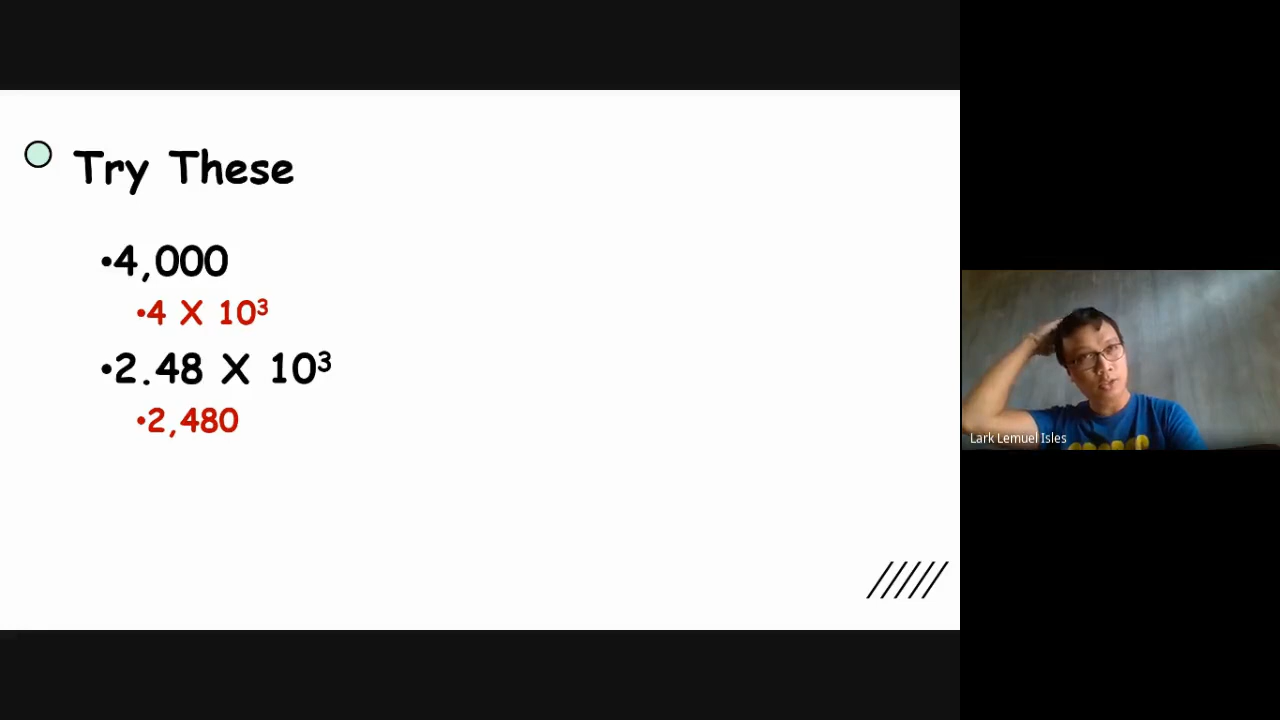 Try These
•4,000
•4 X 10³
•2.48 X 10³
•2,480
Lark Lemuel Isles